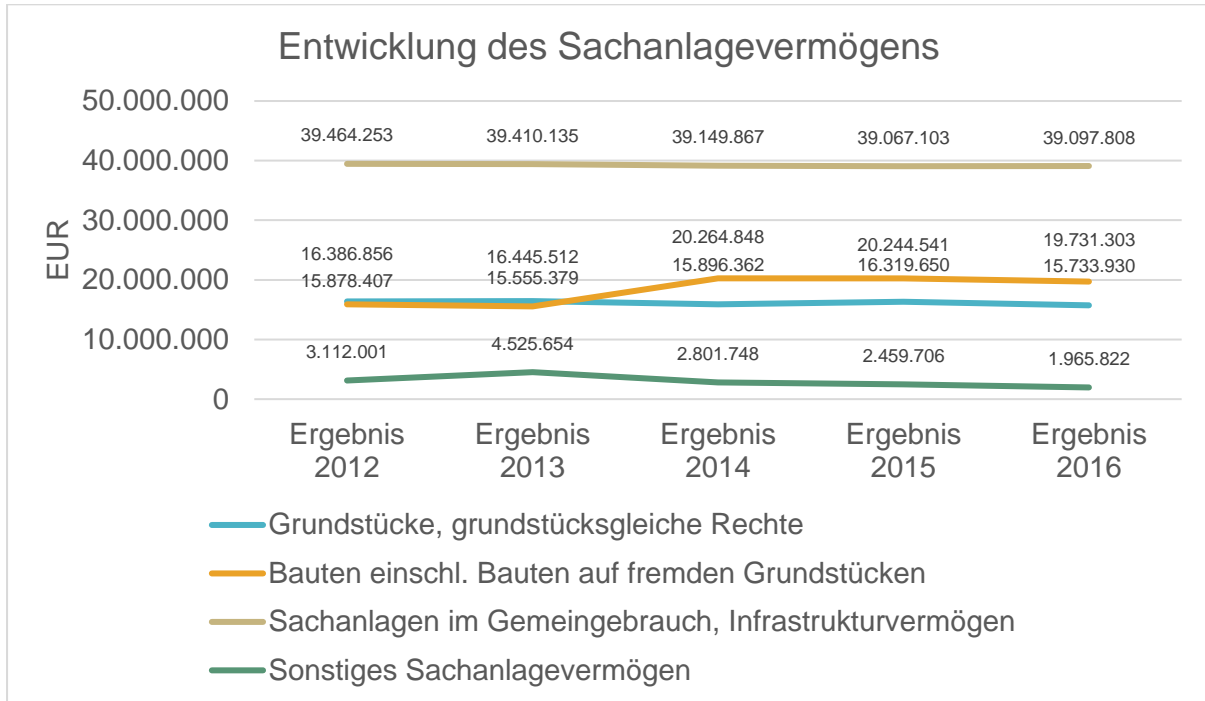 Entwicklung des Sachanlagevermögens
EUR
50.000.000
40.000.000
30.000.000
20.000.000
10.000.000
0
39.464.253 39.410.135 39.149.867 39.067.103 39.097.808
16.386.856 16.445.512 20.264.848 20.244.541 19.731.303
15.878.407 15.555.379 15.896.362 16.319.650 15.733.930
3.112.001 4.525.654 2.801.748 2.459.706 1.965.822
Ergebnis Ergebnis Ergebnis Ergebnis Ergebnis
2012 2013 2014 2015 2016
Grundstücke, grundstücksgleiche Rechte
Bauten einschl. Bauten auf fremden Grundstücken
Sachanlagen im Gemeingebrauch, Infrastrukturvermögen
Sonstiges Sachanlagevermögen